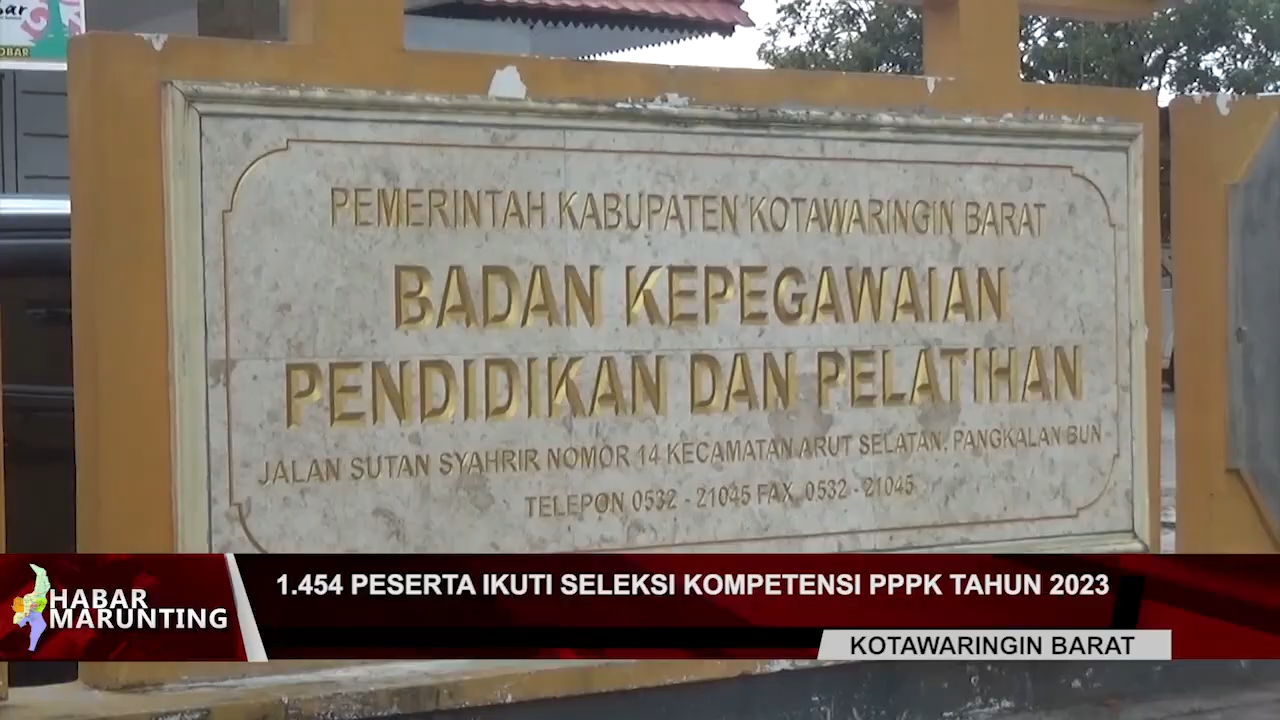 PEMERINTAH KABUPATEN KOTAWARINGIN BARAT
BADAN KEPEGAWAIAN
PENDIDIKAN DAN PELATIHAN
JALAN SUTAN SYAHRIR NOMOR 14 KECAMATAN ARUT SELATAN, PANGKALAN BUN
TELEPON 0532 - 21045 FAX. 0532 - 21045
HABAR
MARUNTING
1.454 PESERTA IKUTI SELEKSI KOMPETENSI PPPK TAHUN 2023
KOTAWARINGIN BARAT